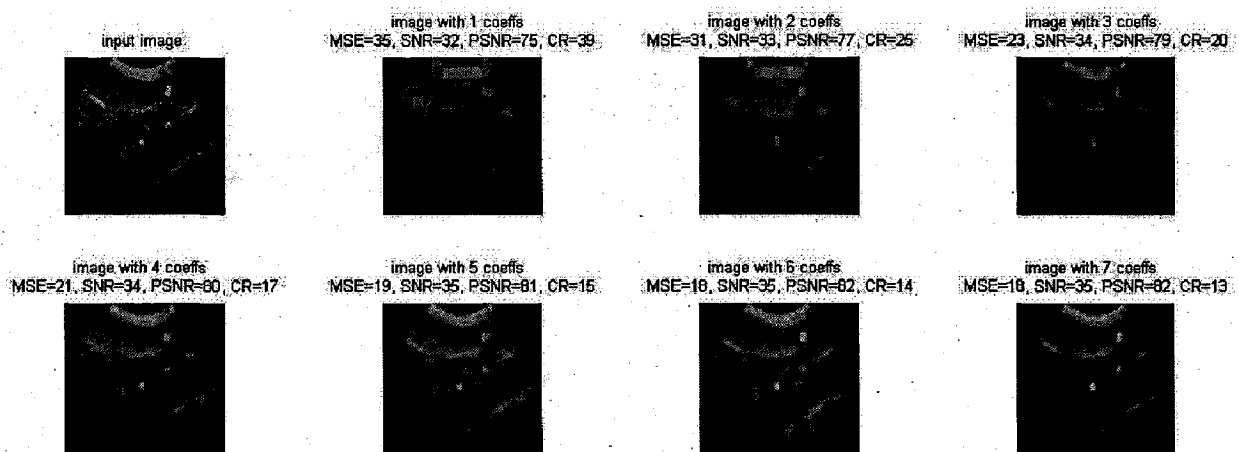 input image
image with 1 coeffs
MSE=35, SNR=32, PSNR=75, CR=39
image with 2 coeffs
MSE=31, SNR=33, PSNR=77, CR=25
image with 3 coeffs
MSE=23, SNR=34, PSNR=79, CR=20
image with 4 coeffs
MSE=21, SNR=34, PSNR=80, CR=17
image with 5 coeffs
MSE=19, SNR=35, PSNR=81, CR=15
image with 6 coeffs
MSE=18, SNR=35, PSNR=82, CR=14
image with 7 coeffs
MSE=18, SNR=35, PSNR=82, CR=13